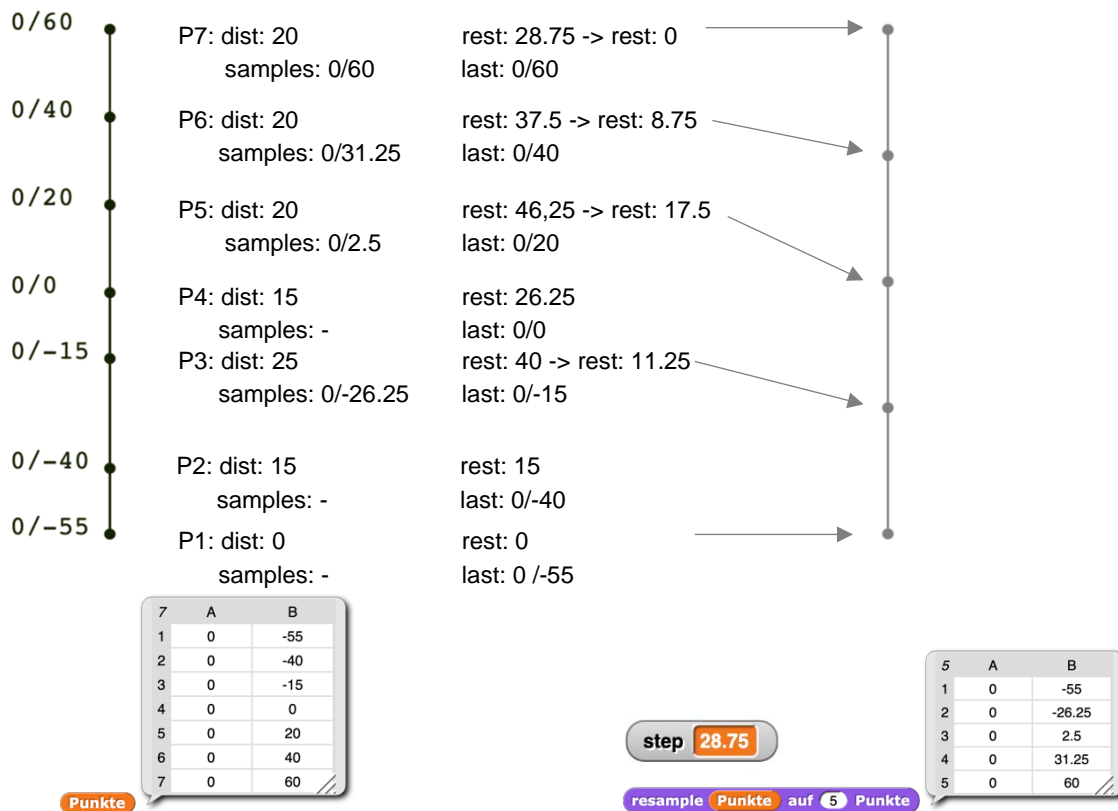 0/60
P7: dist: 20 rest: 28.75 -> rest: 0
samples: 0/60 last: 0/60
0/40
P6: dist: 20 rest: 37.5 -> rest: 8.75
samples: 0/31.25 last: 0/40
0/20
P5: dist: 20 rest: 46,25 -> rest: 17.5
samples: 0/2.5 last: 0/20
0/0
P4: dist: 15 rest: 26.25
samples: - last: 0/0
0/-15
P3: dist: 25 rest: 40 -> rest: 11.25
samples: 0/-26.25 last: 0/-15
0/-40
P2: dist: 15 rest: 15
samples: - last: 0/-40
0/-55
P1: dist: 0 rest: 0
samples: - last: 0 /-55
7 A B
1 0 -55
2 0 -40
3 0 -15
4 0 0
5 0 20
6 0 40
7 0 60
Punkte
step 28.75
resample Punkte auf 5 Punkte
5 A B
1 0 -55
2 0 -26.25
3 0 2.5
4 0 31.25
5 0 60